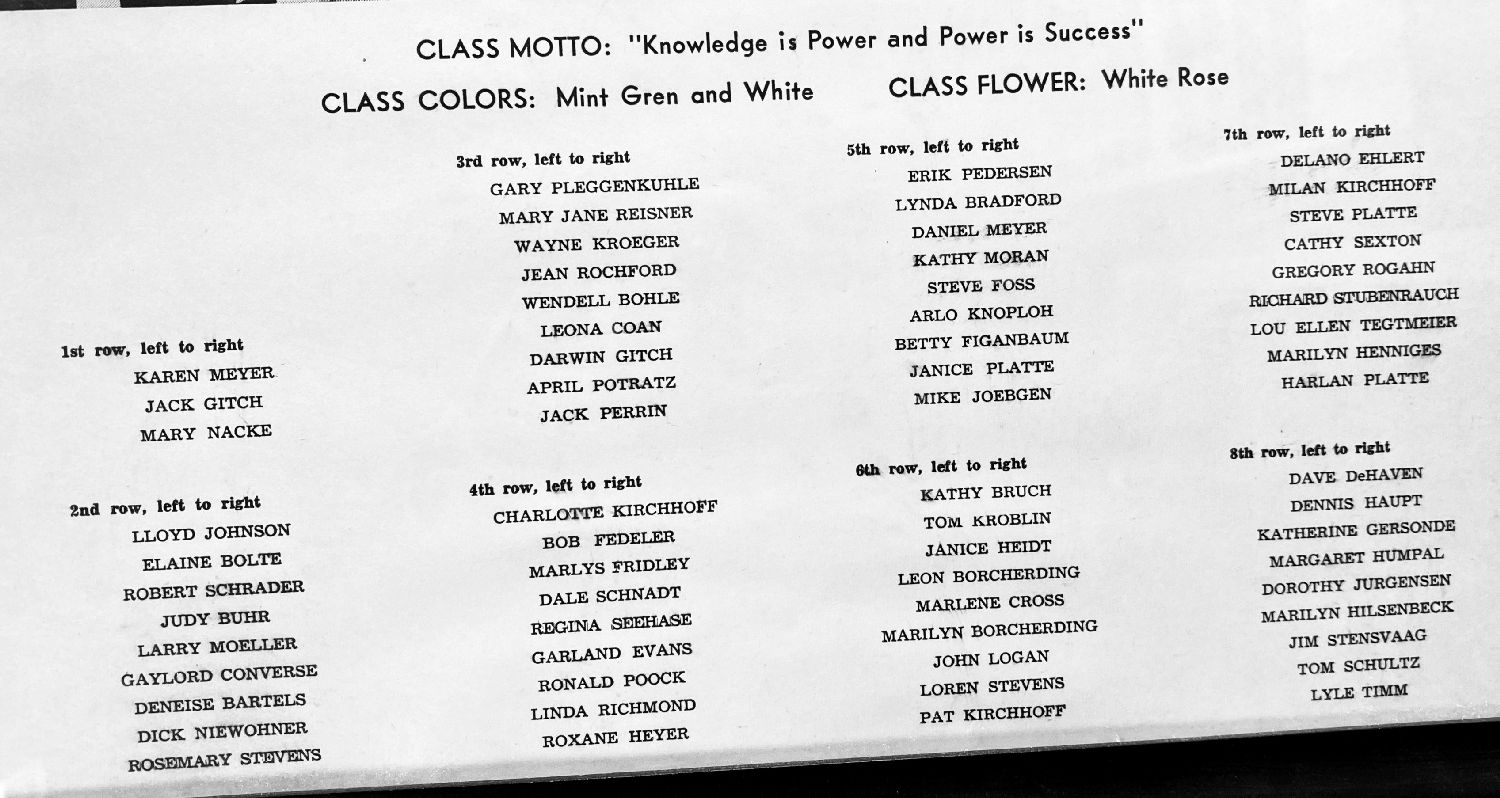 CLASS MOTTO: "Knowledge is Power and Power is Success"
CLASS COLORS: Mint Gren and White
CLASS FLOWER: White Rose
1st row, left to right
KAREN MEYER
JACK GITCH
MARY NACKE
2nd row, left to right
LLOYD JOHNSON
ELAINE BOLTE
ROBERT SCHRADER
JUDY BUHR
LARRY MOELLER
GAYLORD CONVERSE
DENEISE BARTELS
DICK NIEWOHNER
ROSEMARY STEVENS
3rd row, left to right
GARY PLEGGENKUHLE
MARY JANE REISNER
WAYNE KROEGER
JEAN ROCHFORD
WENDELL BOHLE
LEONA COAN
DARWIN GITCH
APRIL POTRATZ
JACK PERRIN
4th row, left to right
CHARLOTTE KIRCHHOFF
BOB FEDELER
MARLYS FRIDLEY
DALE SCHNADT
REGINA SEEHASE
GARLAND EVANS
RONALD POOCK
LINDA RICHMOND
ROXANE HEYER
5th row, left to right
ERIK PEDERSEN
LYNDA BRADFORD
DANIEL MEYER
KATHY MORAN
STEVE FOSS
ARLO KNOPLOH
BETTY FIGANBAUM
JANICE PLATTE
MIKE JOEBGEN
6th row, left to right
KATHY BRUCH
TOM KROBLIN
JANICE HEIDT
LEON BORCHERDING
MARLENE CROSS
MARILYN BORCHERDING
JOHN LOGAN
LOREN STEVENS
PAT KIRCHHOFF
7th row, left to right
DELANO EHLERT
MILAN KIRCHHOFF
STEVE PLATTE
CATHY SEXTON
GREGORY ROGAHN
RICHARD STUBENRAUCH
LOU ELLEN TEGTMEIER
MARILYN HENNIGES
HARLAN PLATTE
8th row, left to right
DAVE DeHAVEN
DENNIS HAUPT
KATHERINE GERSONDE
MARGARET HUMPAL
DOROTHY JURGENSEN
MARILYN HILSENBECK
JIM STENSVAAG
TOM SCHULTZ
LYLE TIMM